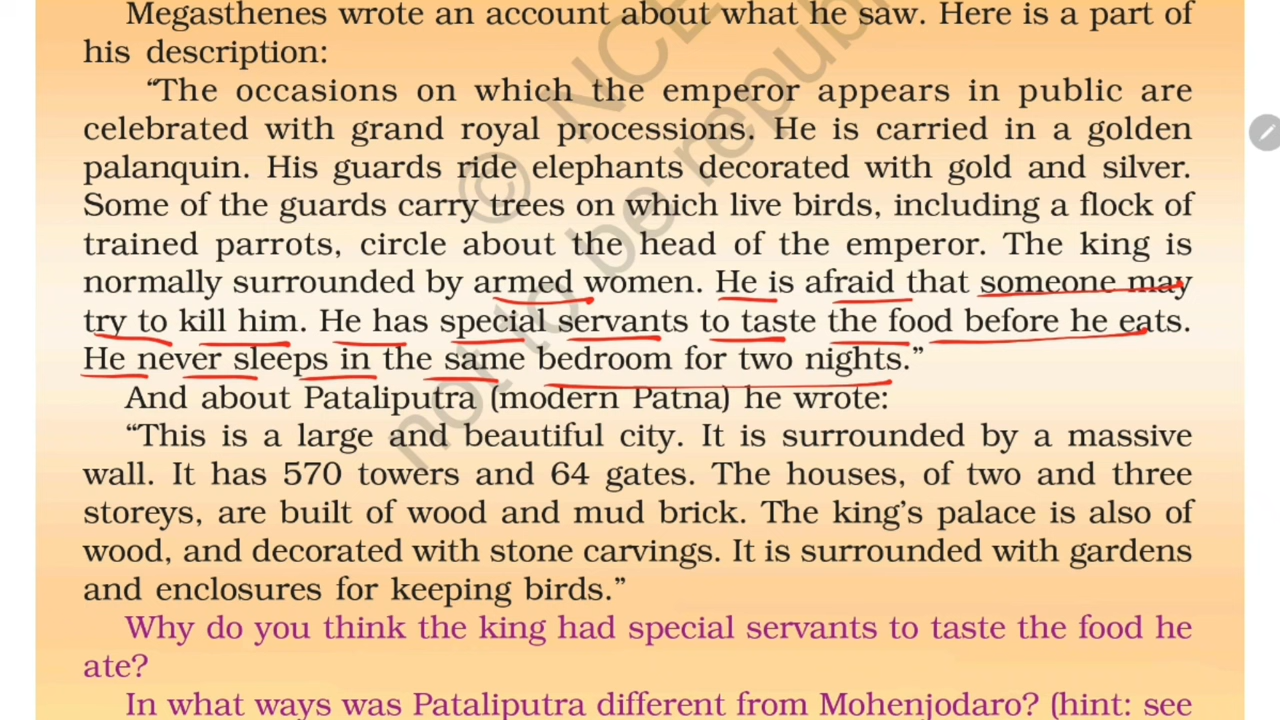 Megasthenes wrote an account about what he saw. Here is a part of
his description:
“The occasions on which the emperor appears in public are
celebrated with grand royal processions. He is carried in a golden
palanquin. His guards ride elephants decorated with gold and silver.
Some of the guards carry trees on which live birds, including a flock of
trained parrots, circle about the head of the emperor. The king is
normally surrounded by armed women. He is afraid that someone may
try to kill him. He has special servants to taste the food before he eats.
He never sleeps in the same bedroom for two nights.”
And about Pataliputra (modern Patna) he wrote:
“This is a large and beautiful city. It is surrounded by a massive
wall. It has 570 towers and 64 gates. The houses, of two and three
storeys, are built of wood and mud brick. The king’s palace is also of
wood, and decorated with stone carvings. It is surrounded with gardens
and enclosures for keeping birds.”
Why do you think the king had special servants to taste the food he
ate?
In what ways was Pataliputra different from Mohenjodaro? (hint: see
© NCE
not to be republ